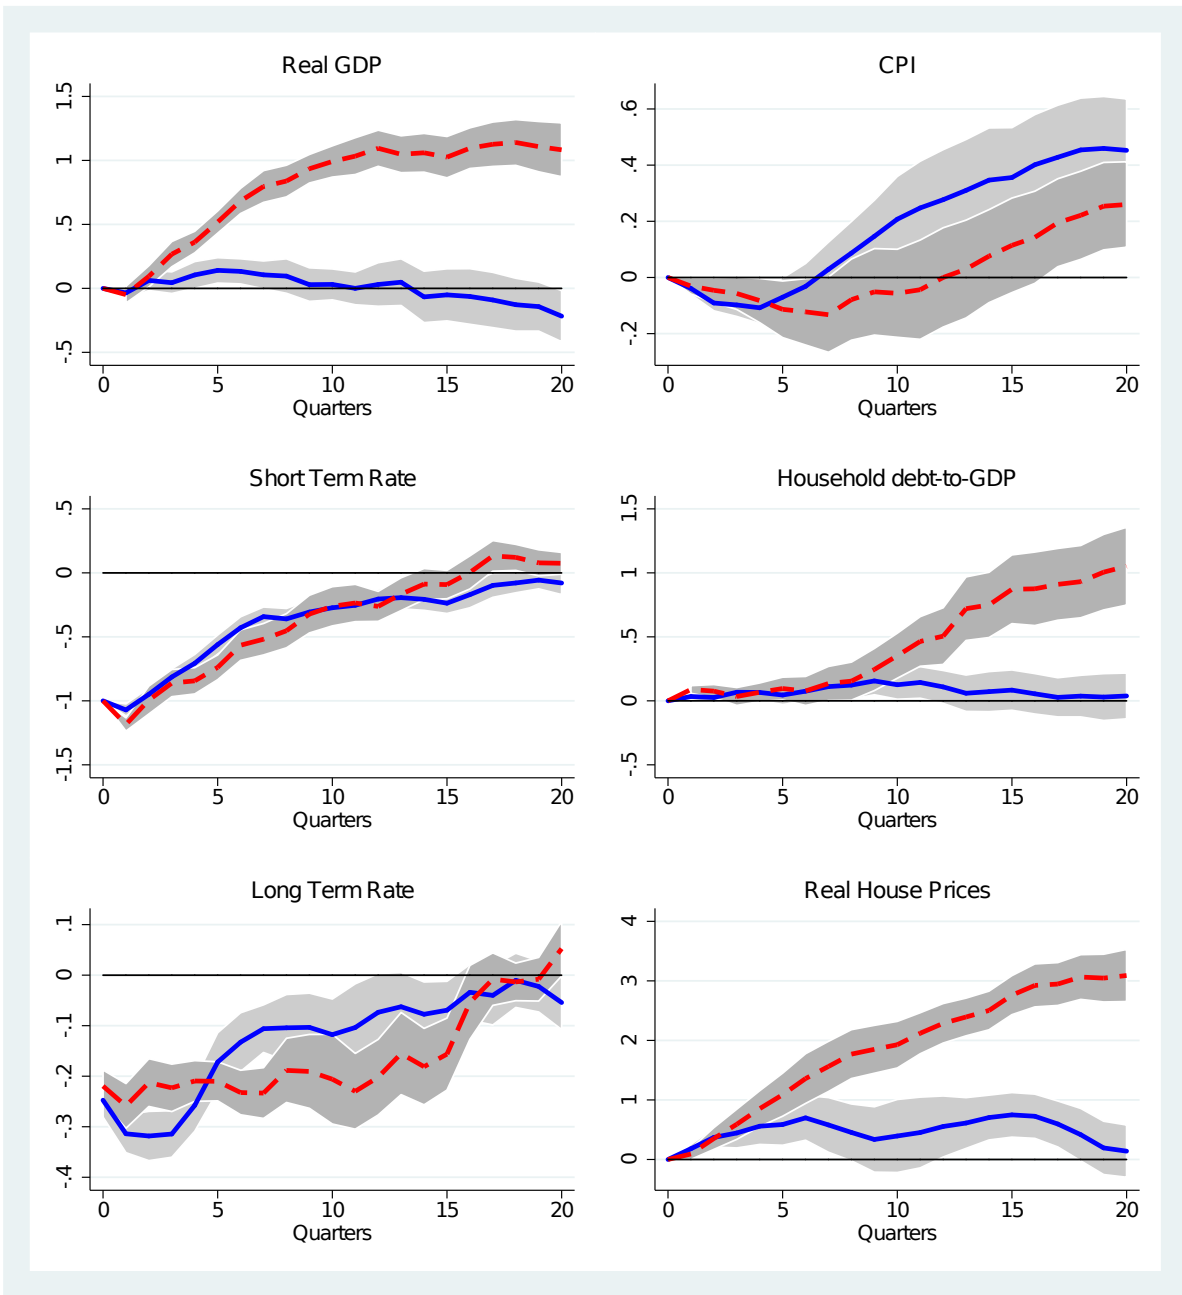 Real GDP
1.5
1
.5
0
-.5
0 5 10 15 20
Quarters
CPI
.6
.4
.2
0
-.2
0 5 10 15 20
Quarters
Short Term Rate
.5
0
-.5
-1
-1.5
0 5 10 15 20
Quarters
Household debt-to-GDP
1.5
1
.5
0
-.5
0 5 10 15 20
Quarters
Long Term Rate
.1
0
-.1
-.2
-.3
-.4
0 5 10 15 20
Quarters
Real House Prices
4
3
2
1
0
0 5 10 15 20
Quarters